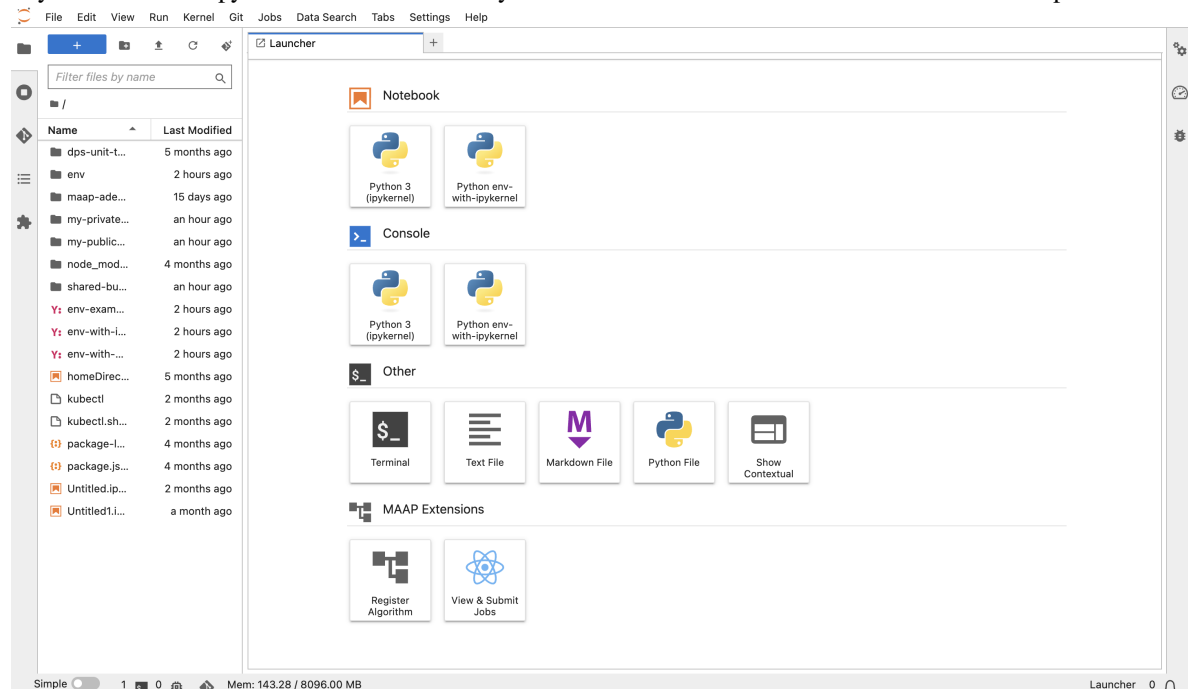 File Edit View Run Kernel Git Jobs Data Search Tabs Settings Help
+
Launcher
+
Filter files by name
/
Name Last Modified
dps-unit-t... 5 months ago
env 2 hours ago
maap-ade... 15 days ago
my-private... an hour ago
my-public... an hour ago
node_mod... 4 months ago
shared-bu... an hour ago
Y: env-exam... 2 hours ago
Y: env-with-i... 2 hours ago
Y: env-with-... 2 hours ago
homeDirec... 5 months ago
kubectl 2 months ago
kubectl.sh... 2 months ago
{:} package-l... 4 months ago
{:} package.js... 4 months ago
Untitled.ip... 2 months ago
Untitled1.i... a month ago
Notebook
Python 3
(ipykernel)
Python env-
with-ipykernel
Console
Python 3
(ipykernel)
Python env-
with-ipykernel
$_ Other
$_
Terminal
Text File
M
Markdown File
Python File
Show
Contextual
MAAP Extensions
Register
Algorithm
View & Submit
Jobs
Simple 1 0 Mem: 143.28 / 8096.00 MB
Launcher 0